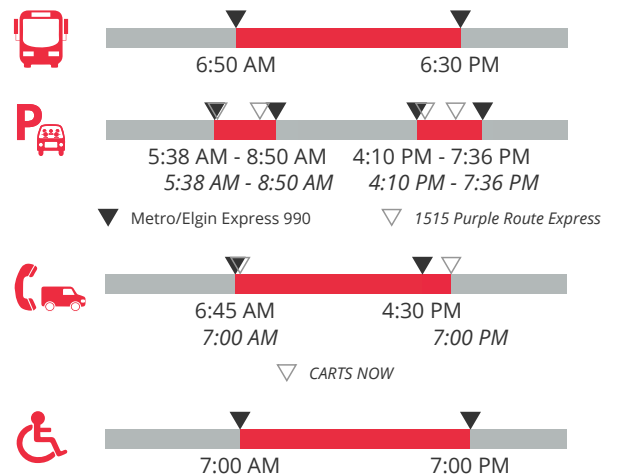 6:50 AM 6:30 PM
P
5:38 AM - 8:50 AM 4:10 PM - 7:36 PM
5:38 AM - 8:50 AM 4:10 PM - 7:36 PM
Metro/Elgin Express 990 1515 Purple Route Express
6:45 AM 4:30 PM
7:00 AM 7:00 PM
CARTS NOW
7:00 AM 7:00 PM